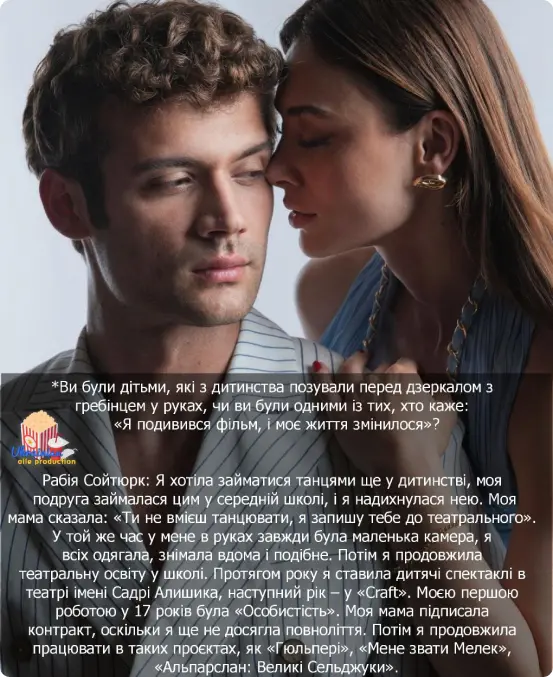 *Ви були дітьми, які з дитинства позували перед дзеркалом з
гребінцем у руках, чи ви були одними із тих, хто каже:
«Я подивився фільм, і моє життя змінилося»?
alle production
Рабія Сойтюрк: Я хотіла займатися танцями ще у дитинстві, моя
подруга займалася цим у середній школі, і я надихнулася нею. Моя
мама сказала: «Ти не вмієш танцювати, я запишу тебе до театрального».
У той же час у мене в руках завжди була маленька камера, я
всіх одягала, знімала вдома і подібне. Потім я продовжила
театральну освіту у школі. Протягом року я ставила дитячі спектаклі в
театрі імені Садрі Алишика, наступний рік – у «Craft». Моєю першою
роботою у 17 років була «Особистість». Моя мама підписала
контракт, оскільки я ще не досягла повноліття. Потім я продовжила
працювати в таких проєктах, як «Гюльпері», «Мене звати Мелек»,
«Альпарслан: Великі Сельджуки».